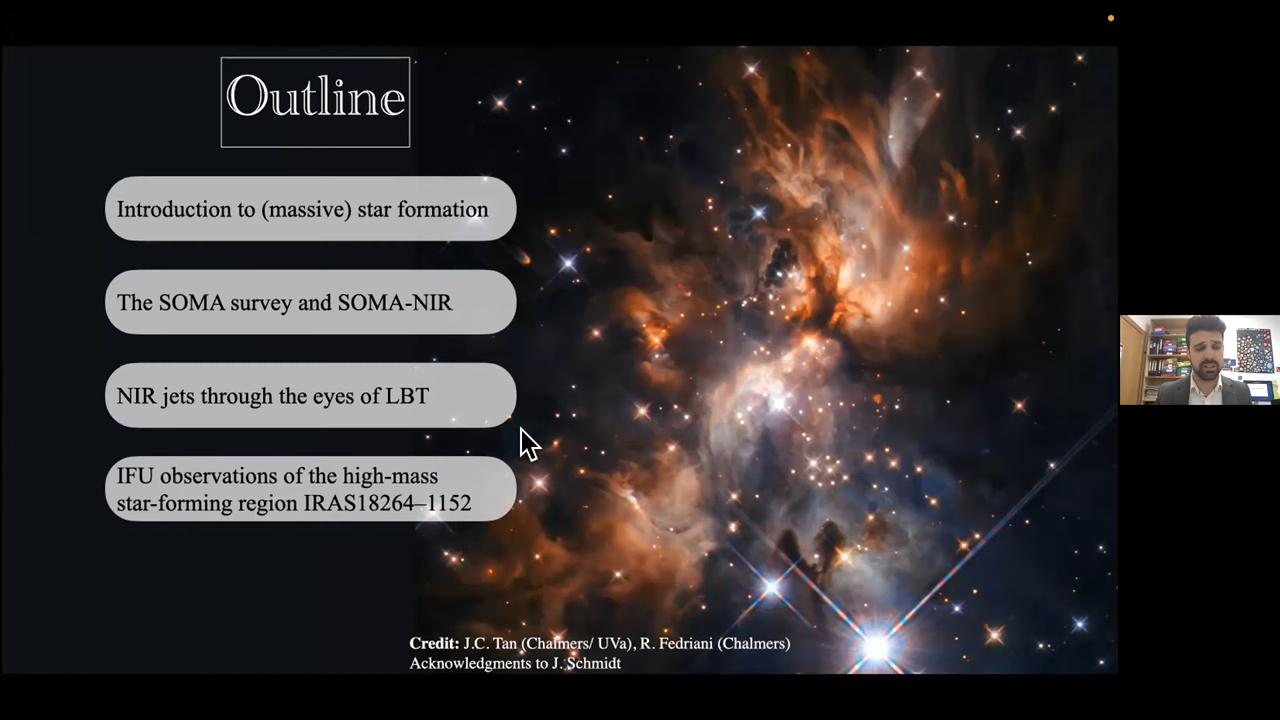 Outline
Introduction to (massive) star formation
The SOMA survey and SOMA-NIR
NIR jets through the eyes of LBT
IFU observations of the high-mass
star-forming region IRAS18264–1152
Credit: J.C. Tan (Chalmers/ UVa), R. Fedriani (Chalmers)
Acknowledgments to J. Schmidt